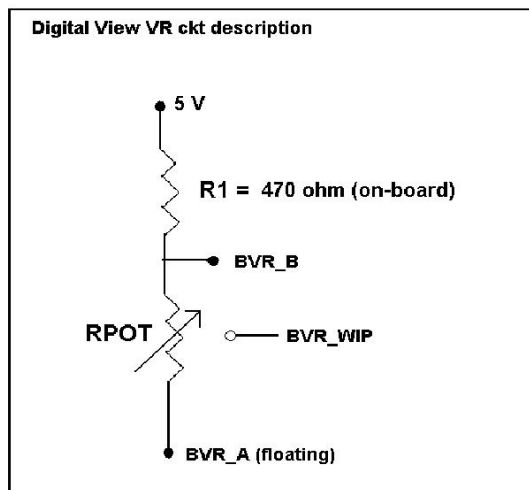 Digital View VR ckt description
5 V
R1 = 470 ohm (on-board)
BVR_B
RPOT
BVR_WIP
BVR_A (floating)